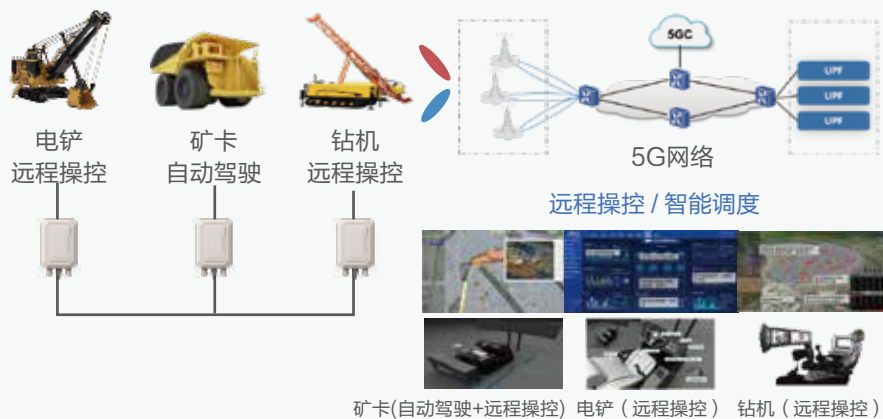 5GC
UPF
UPF
UPF
电铲
远程操控
矿卡
自动驾驶
钻机
远程操控
5G网络
远程操控 / 智能调度
矿卡(自动驾驶+远程操控)
电铲（远程操控）
钻机（远程操控）